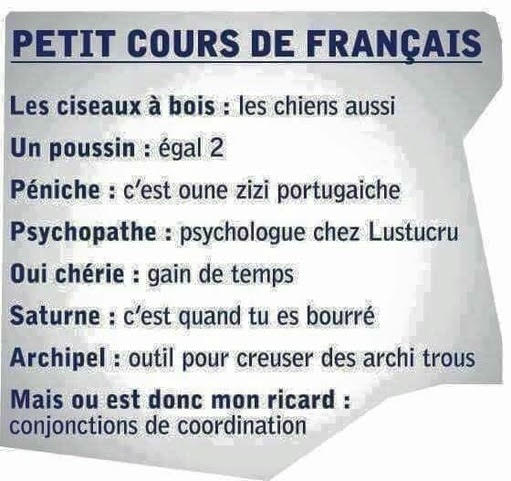 PETIT COURS DE FRANÇAIS
Les ciseaux à bois : les chiens aussi
Un poussin : égal 2
Péniche : c'est oune zizi portugaiche
Psychopathe : psychologue chez Lustucru
Oui chérie : gain de temps
Saturne : c'est quand tu es bourré
Archipel : outil pour creuser des archi trous
Mais ou est donc mon ricard :
conjonctions de coordination